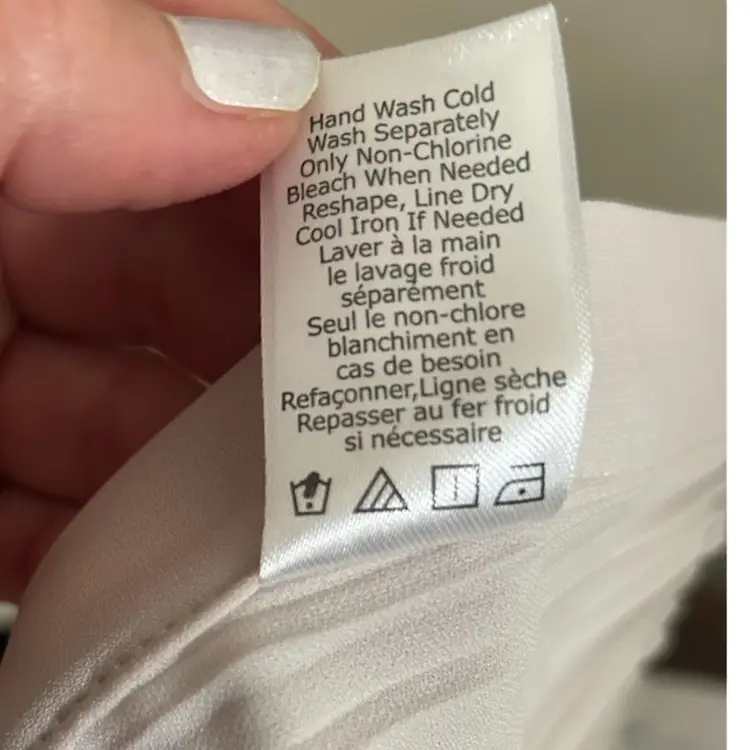 Hand Wash Cold
Wash Separately
Only Non-Chlorine
Bleach When Needed
Reshape, Line Dry
Cool Iron If Needed
Laver à la main
le lavage froid
séparément
Seul le non-chlore
blanchiment en
cas de besoin
Refaçonner,Ligne sèche
Repasser au fer froid
si nécessaire